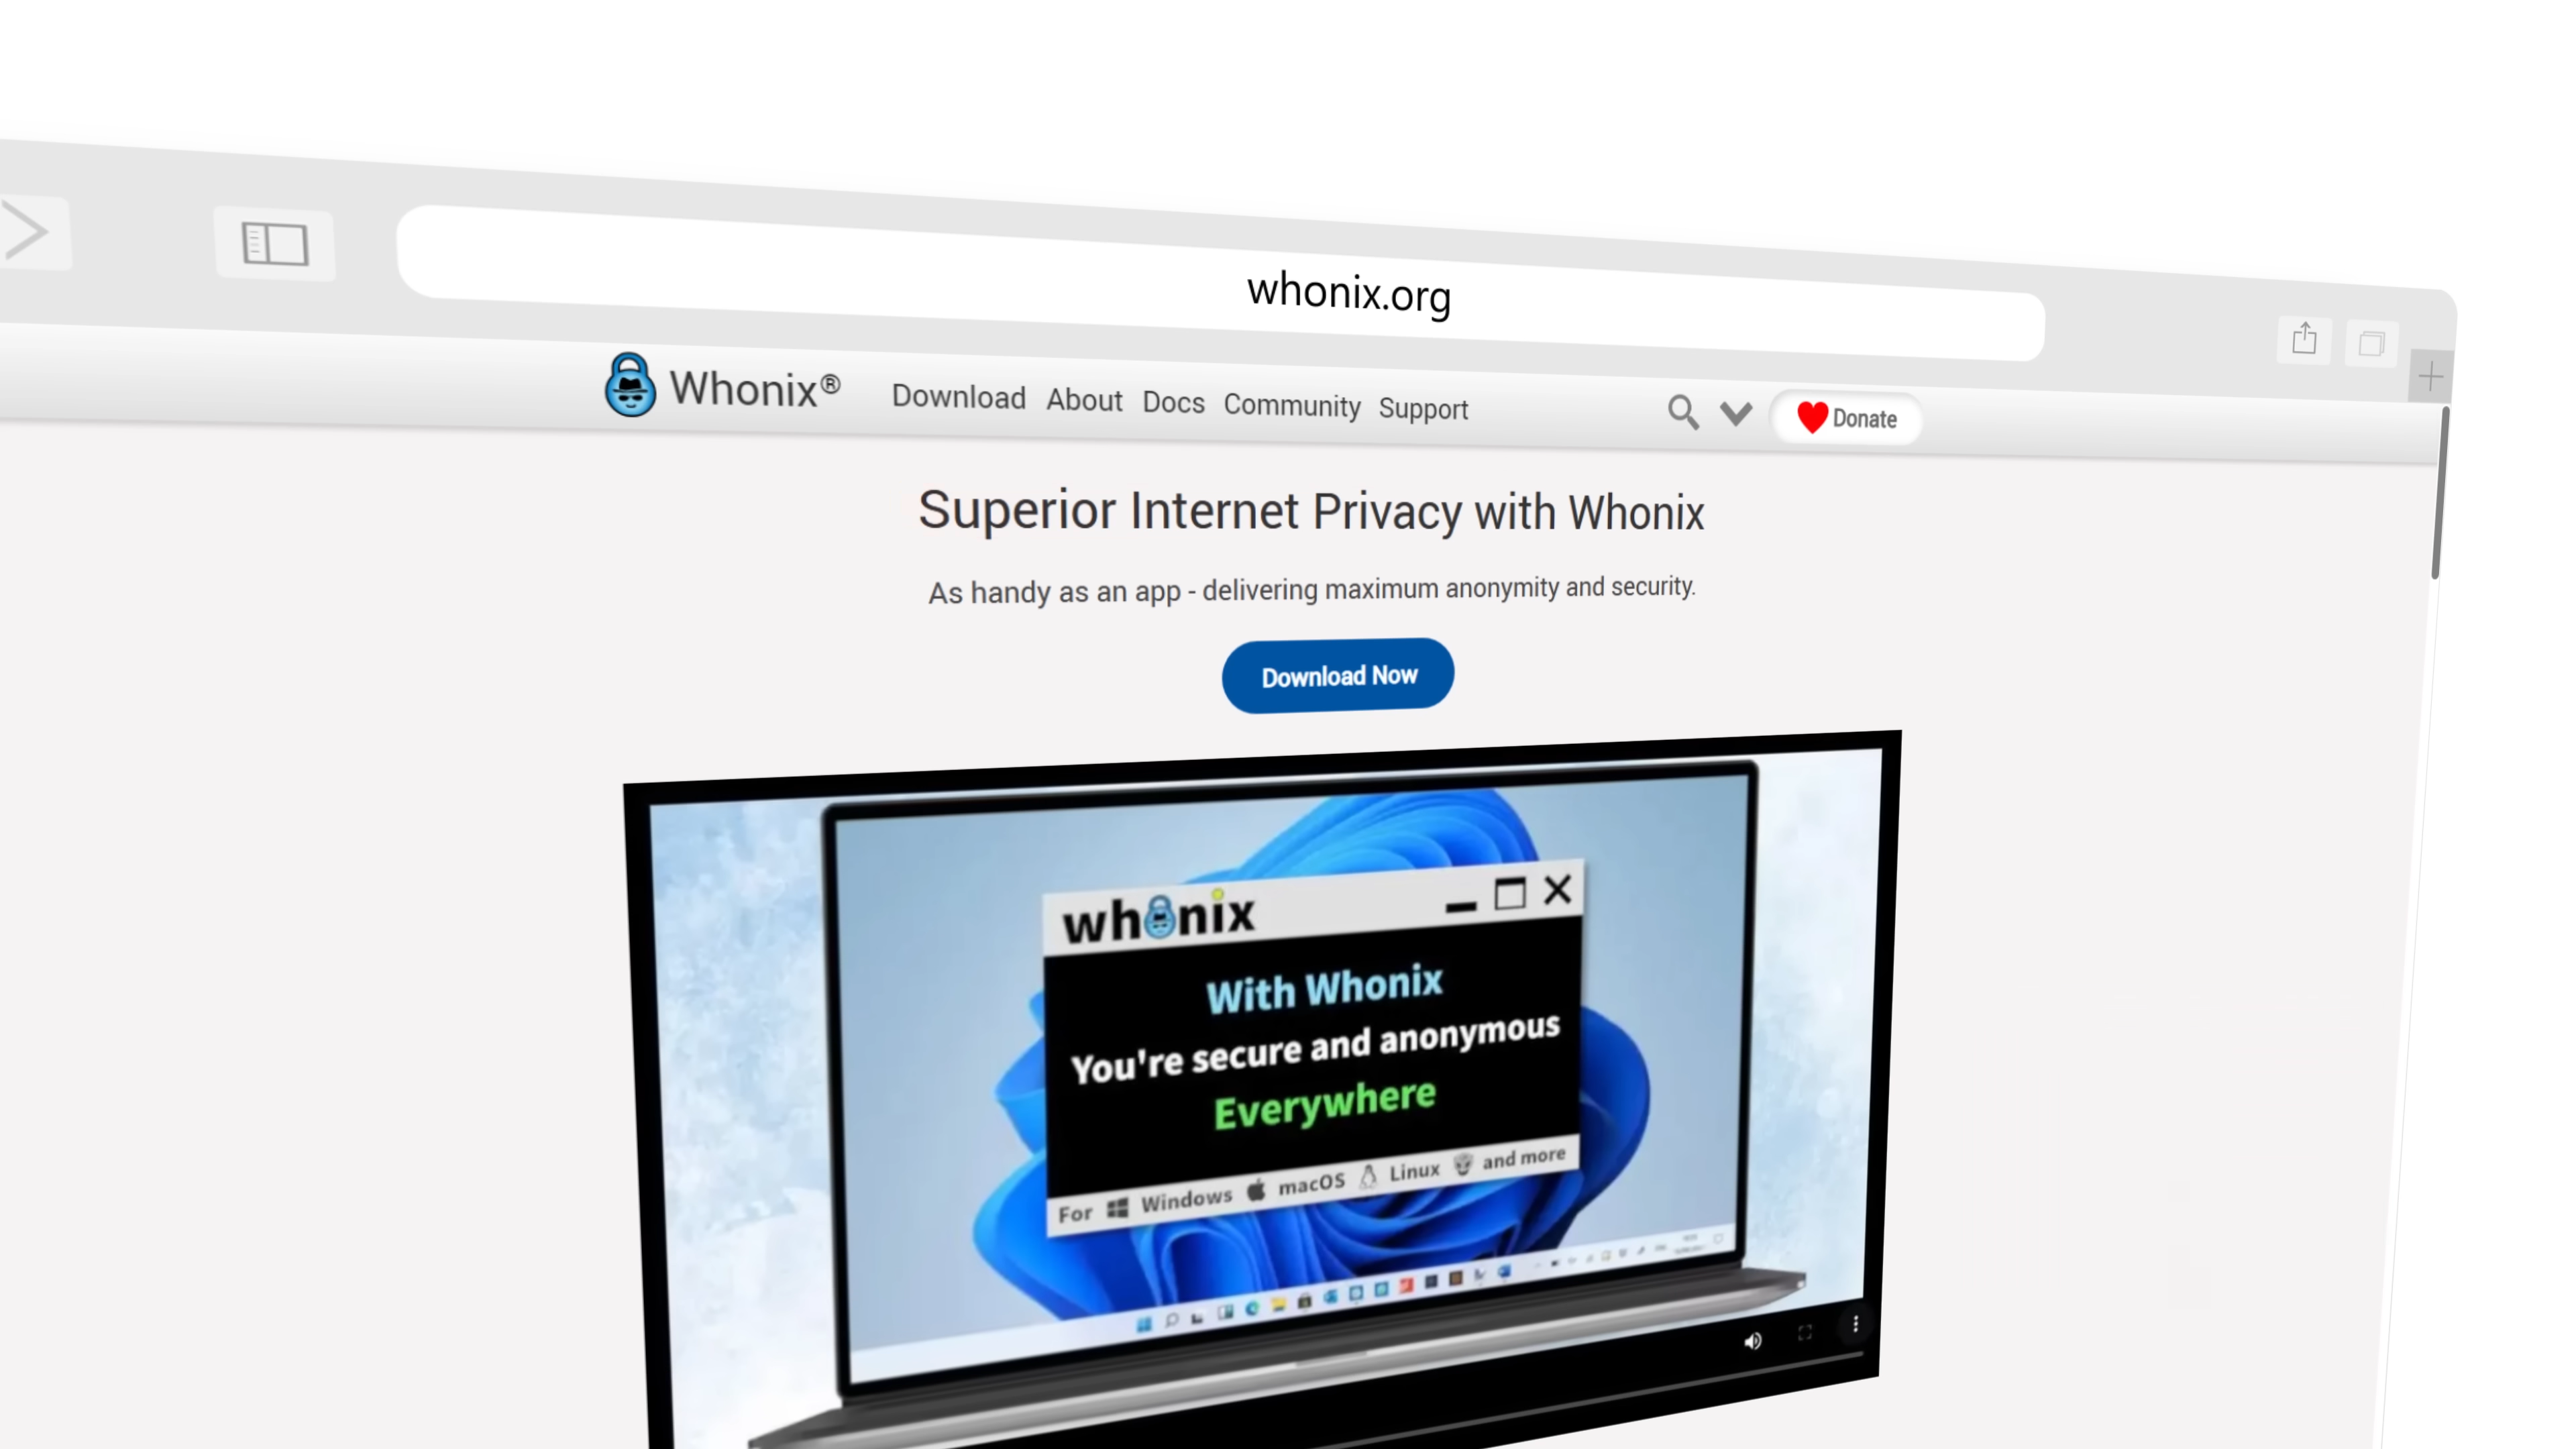 whonix.org
Whonix® Download About Docs Community Support Donate
Superior Internet Privacy with Whonix
As handy as an app - delivering maximum anonymity and security.
Download Now
whonix
With Whonix
You're secure and anonymous
Everywhere
For Windows macOS Linux and more